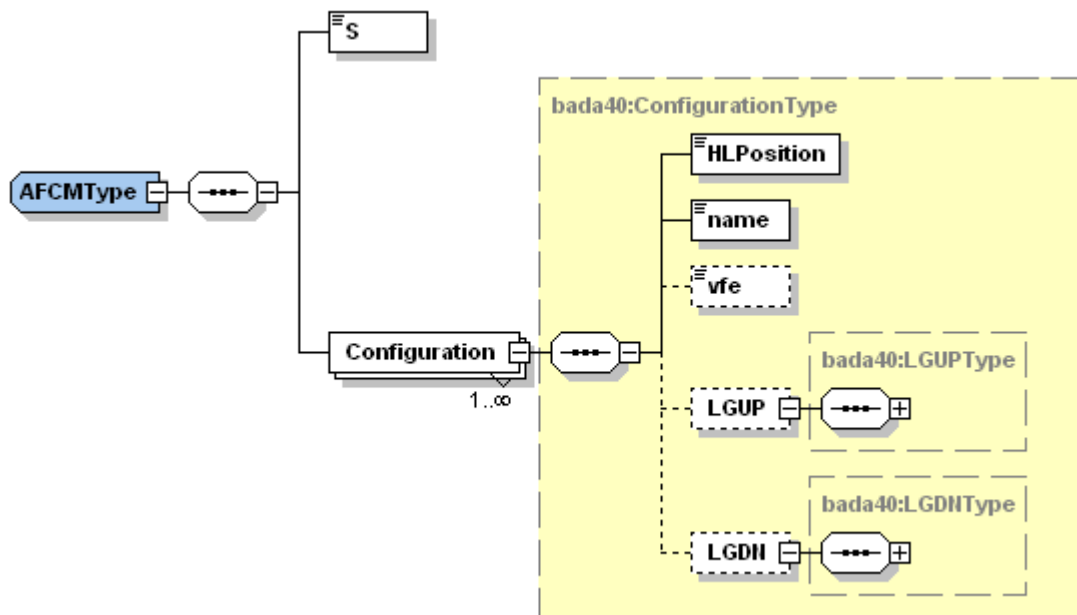 S
bada40:ConfigurationType
HLPosition
AFCMType
name
vfe
Configuration
1..∞
bada40:LGUPType
LGUP
bada40:LGDNType
LGDN